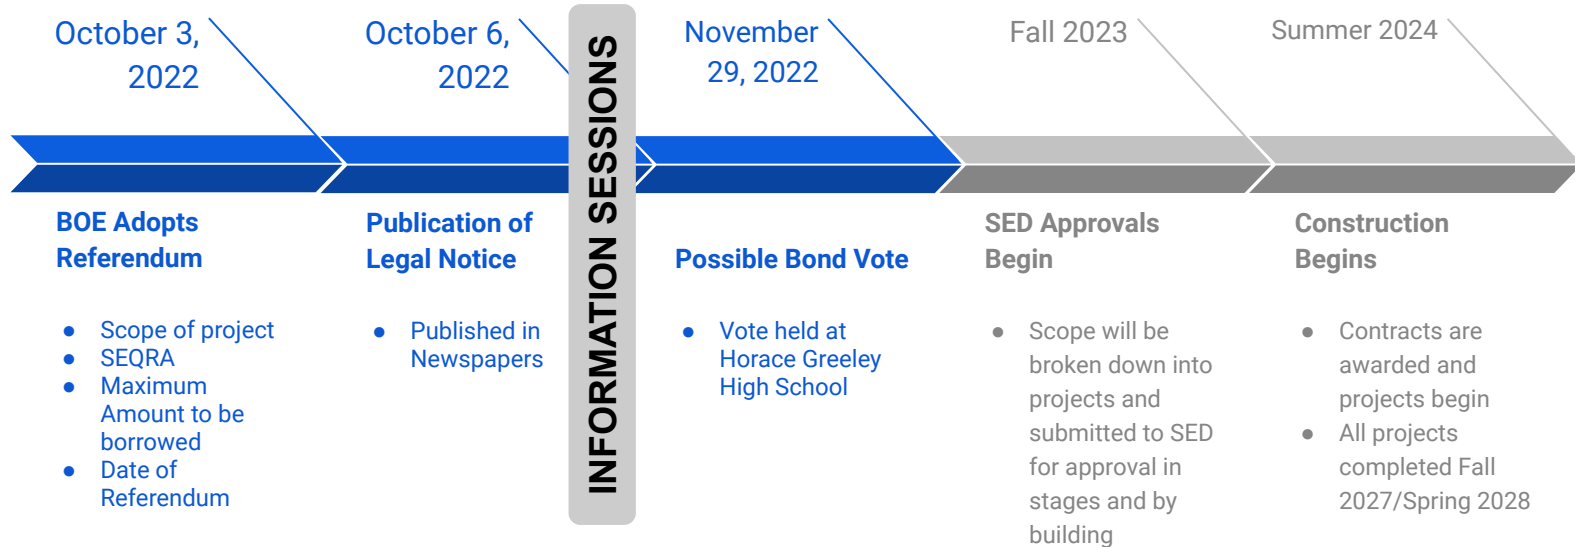 October 3,
2022
BOE Adopts
Referendum
● Scope of project
● SEQRA
● Maximum
Amount to be
borrowed
● Date of
Referendum
October 6,
2022
Publication of
Legal Notice
● Published in
Newspapers
INFORMATION SESSIONS
November
29, 2022
Possible Bond Vote
● Vote held at
Horace Greeley
High School
Fall 2023
SED Approvals
Begin
● Scope will be
broken down into
projects and
submitted to SED
for approval in
stages and by
building
Summer 2024
Construction
Begins
● Contracts are
awarded and
projects begin
● All projects
completed Fall
2027/Spring 2028